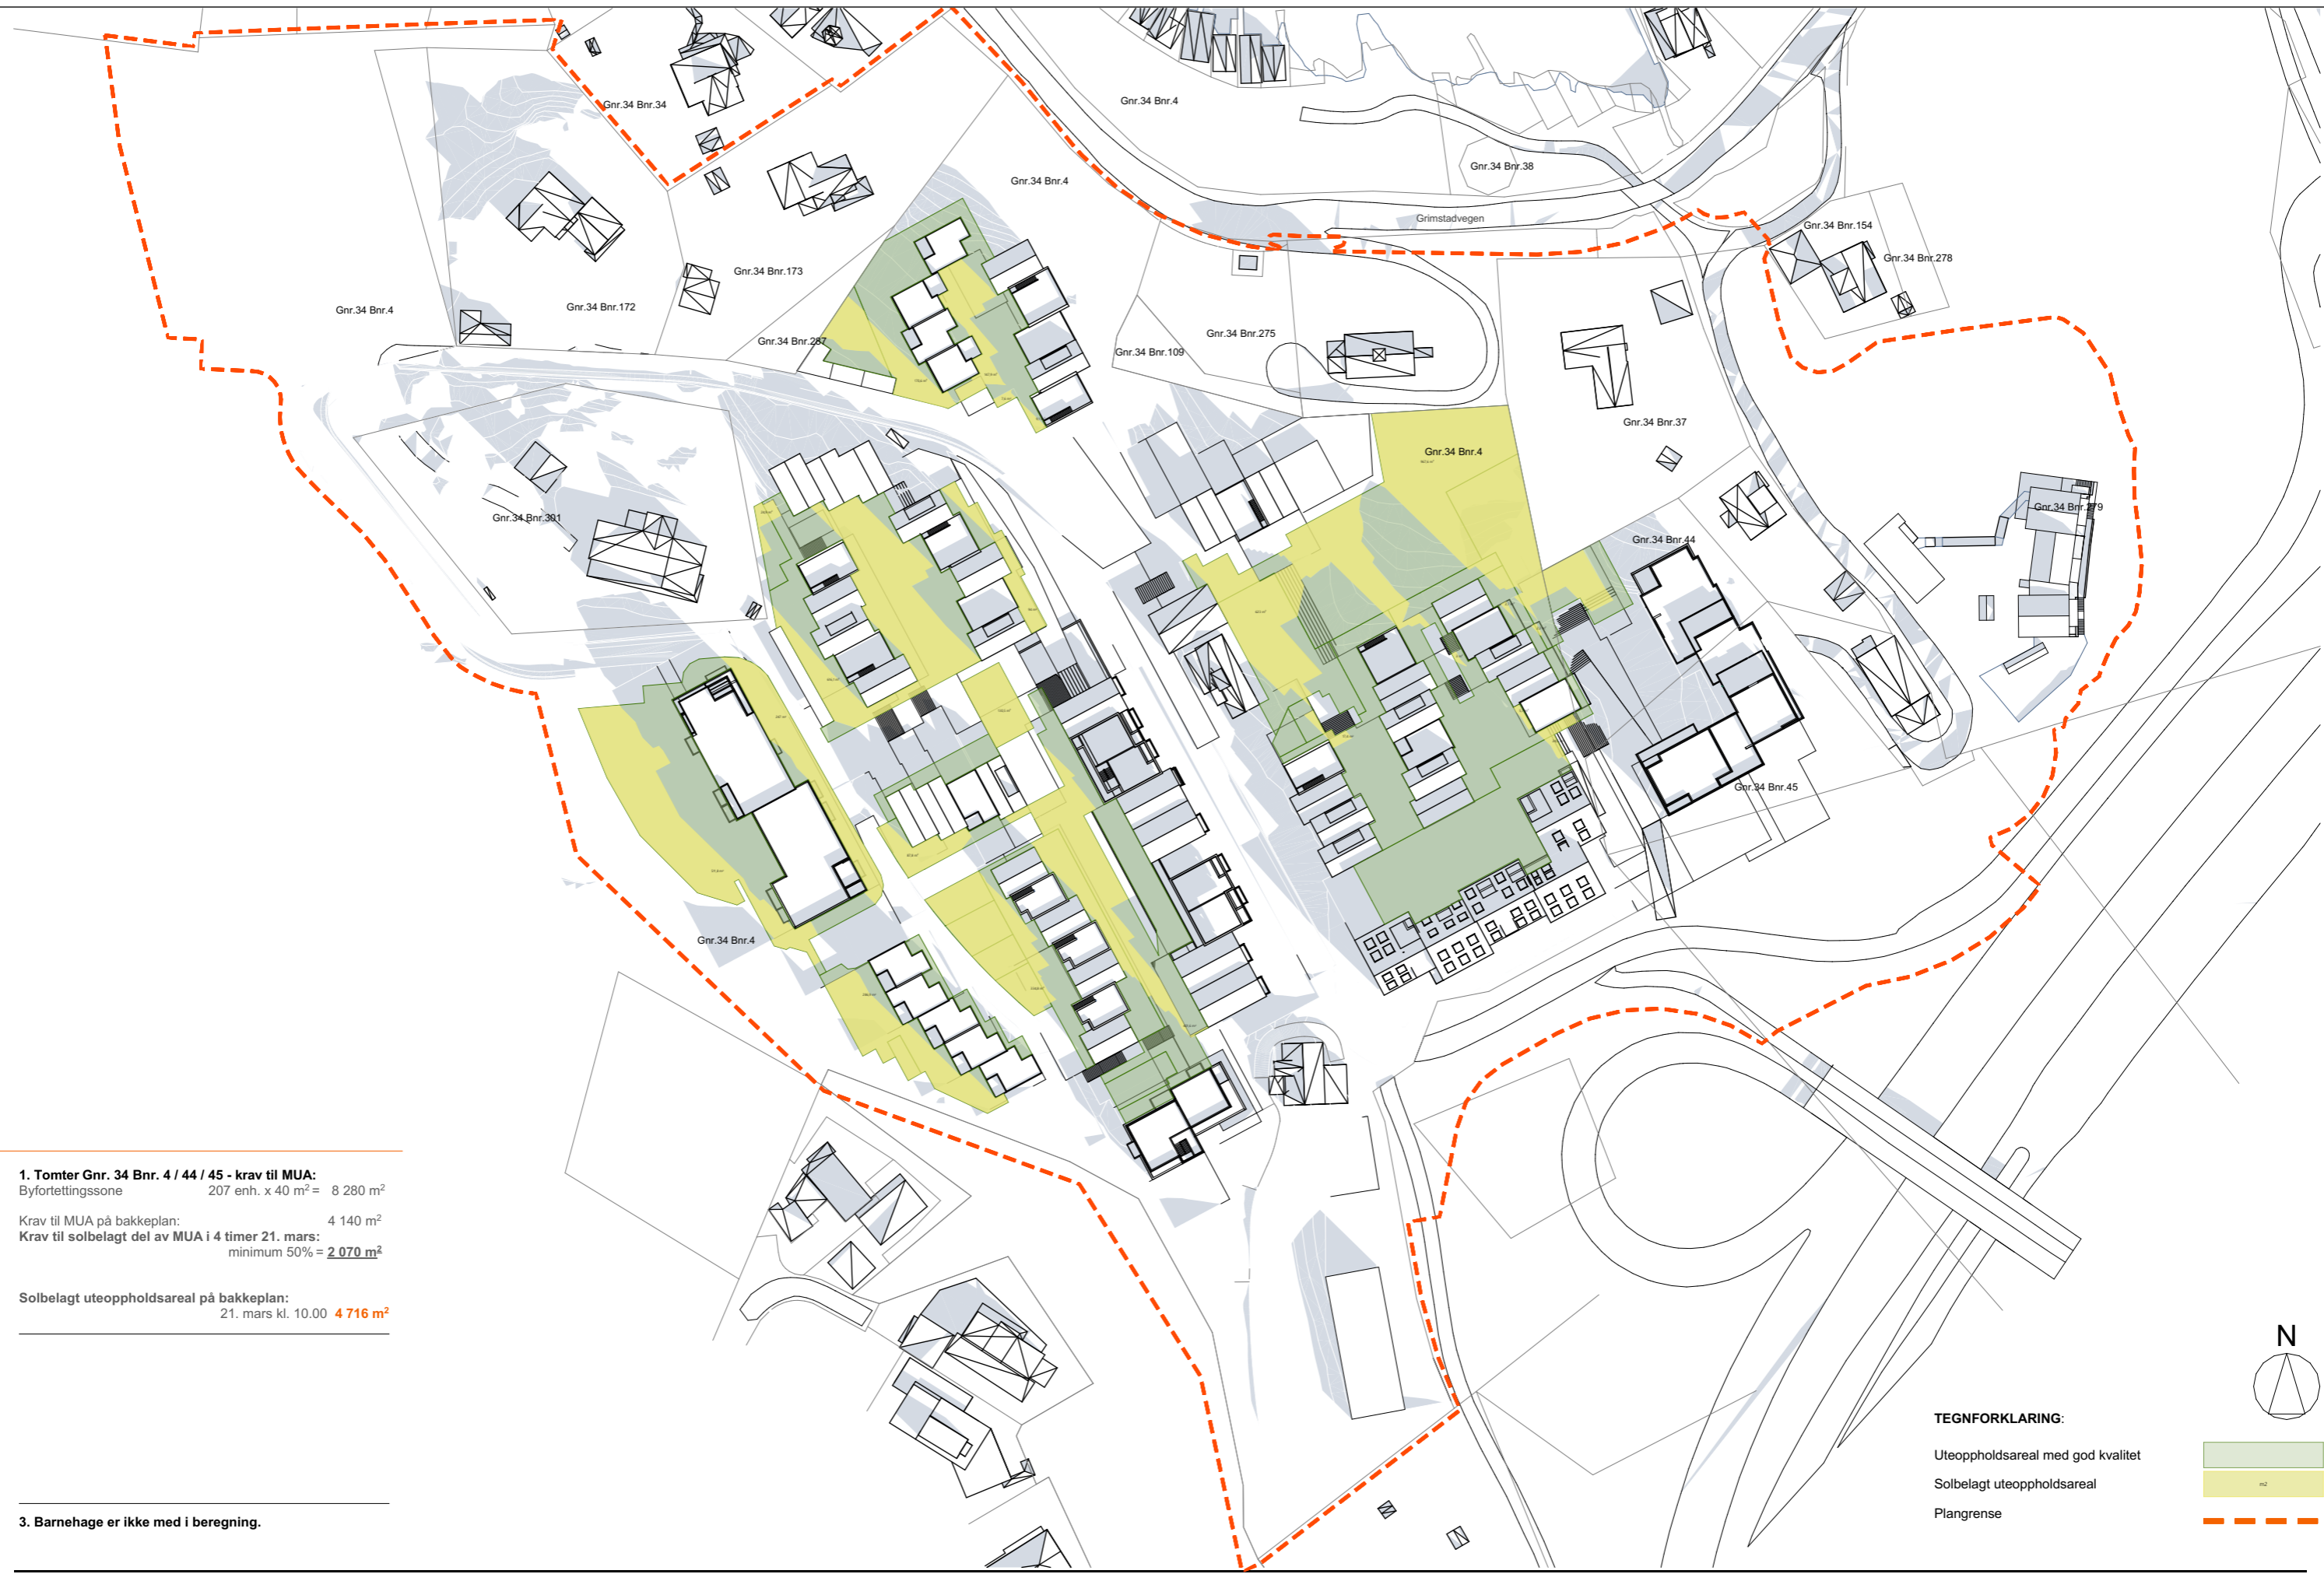 Gnr.34 Bnr.34
Gnr.34 Bnr.4
Gnr.34 Bnr.38
Gnr.34 Bnr.4
Grimstadvegen
Gnr.34 Bnr.154
Gnr.34 Bnr.278
Gnr.34 Bnr.173
Gnr.34 Bnr.172
Gnr.34 Bnr.4
Gnr.34 Bnr.287
Gnr.34 Bnr.109
Gnr.34 Bnr.275
Gnr.34 Bnr.37
Gnr.34 Bnr.4
Gnr.34 Bnr.279
Gnr.34 Bnr.301
Gnr.34 Bnr.44
Gnr.34 Bnr.45
Gnr.34 Bnr.4
1. Tomter Gnr. 34 Bnr. 4 / 44 / 45 - krav til MUA:
Byfortettingssone 207 enh. x 40 m² = 8 280 m²
Krav til MUA på bakkeplan: 4 140 m²
Krav til solbelagt del av MUA i 4 timer 21. mars:
minimum 50% = 2 070 m²
Solbelagt uteoppholdsareal på bakkeplan:
21. mars kl. 10.00 4 716 m²
3. Barnehage er ikke med i beregning.
N
TEGNFORKLARING:
Uteoppholdsareal med god kvalitet
Solbelagt uteoppholdsareal
m2
Plangrense